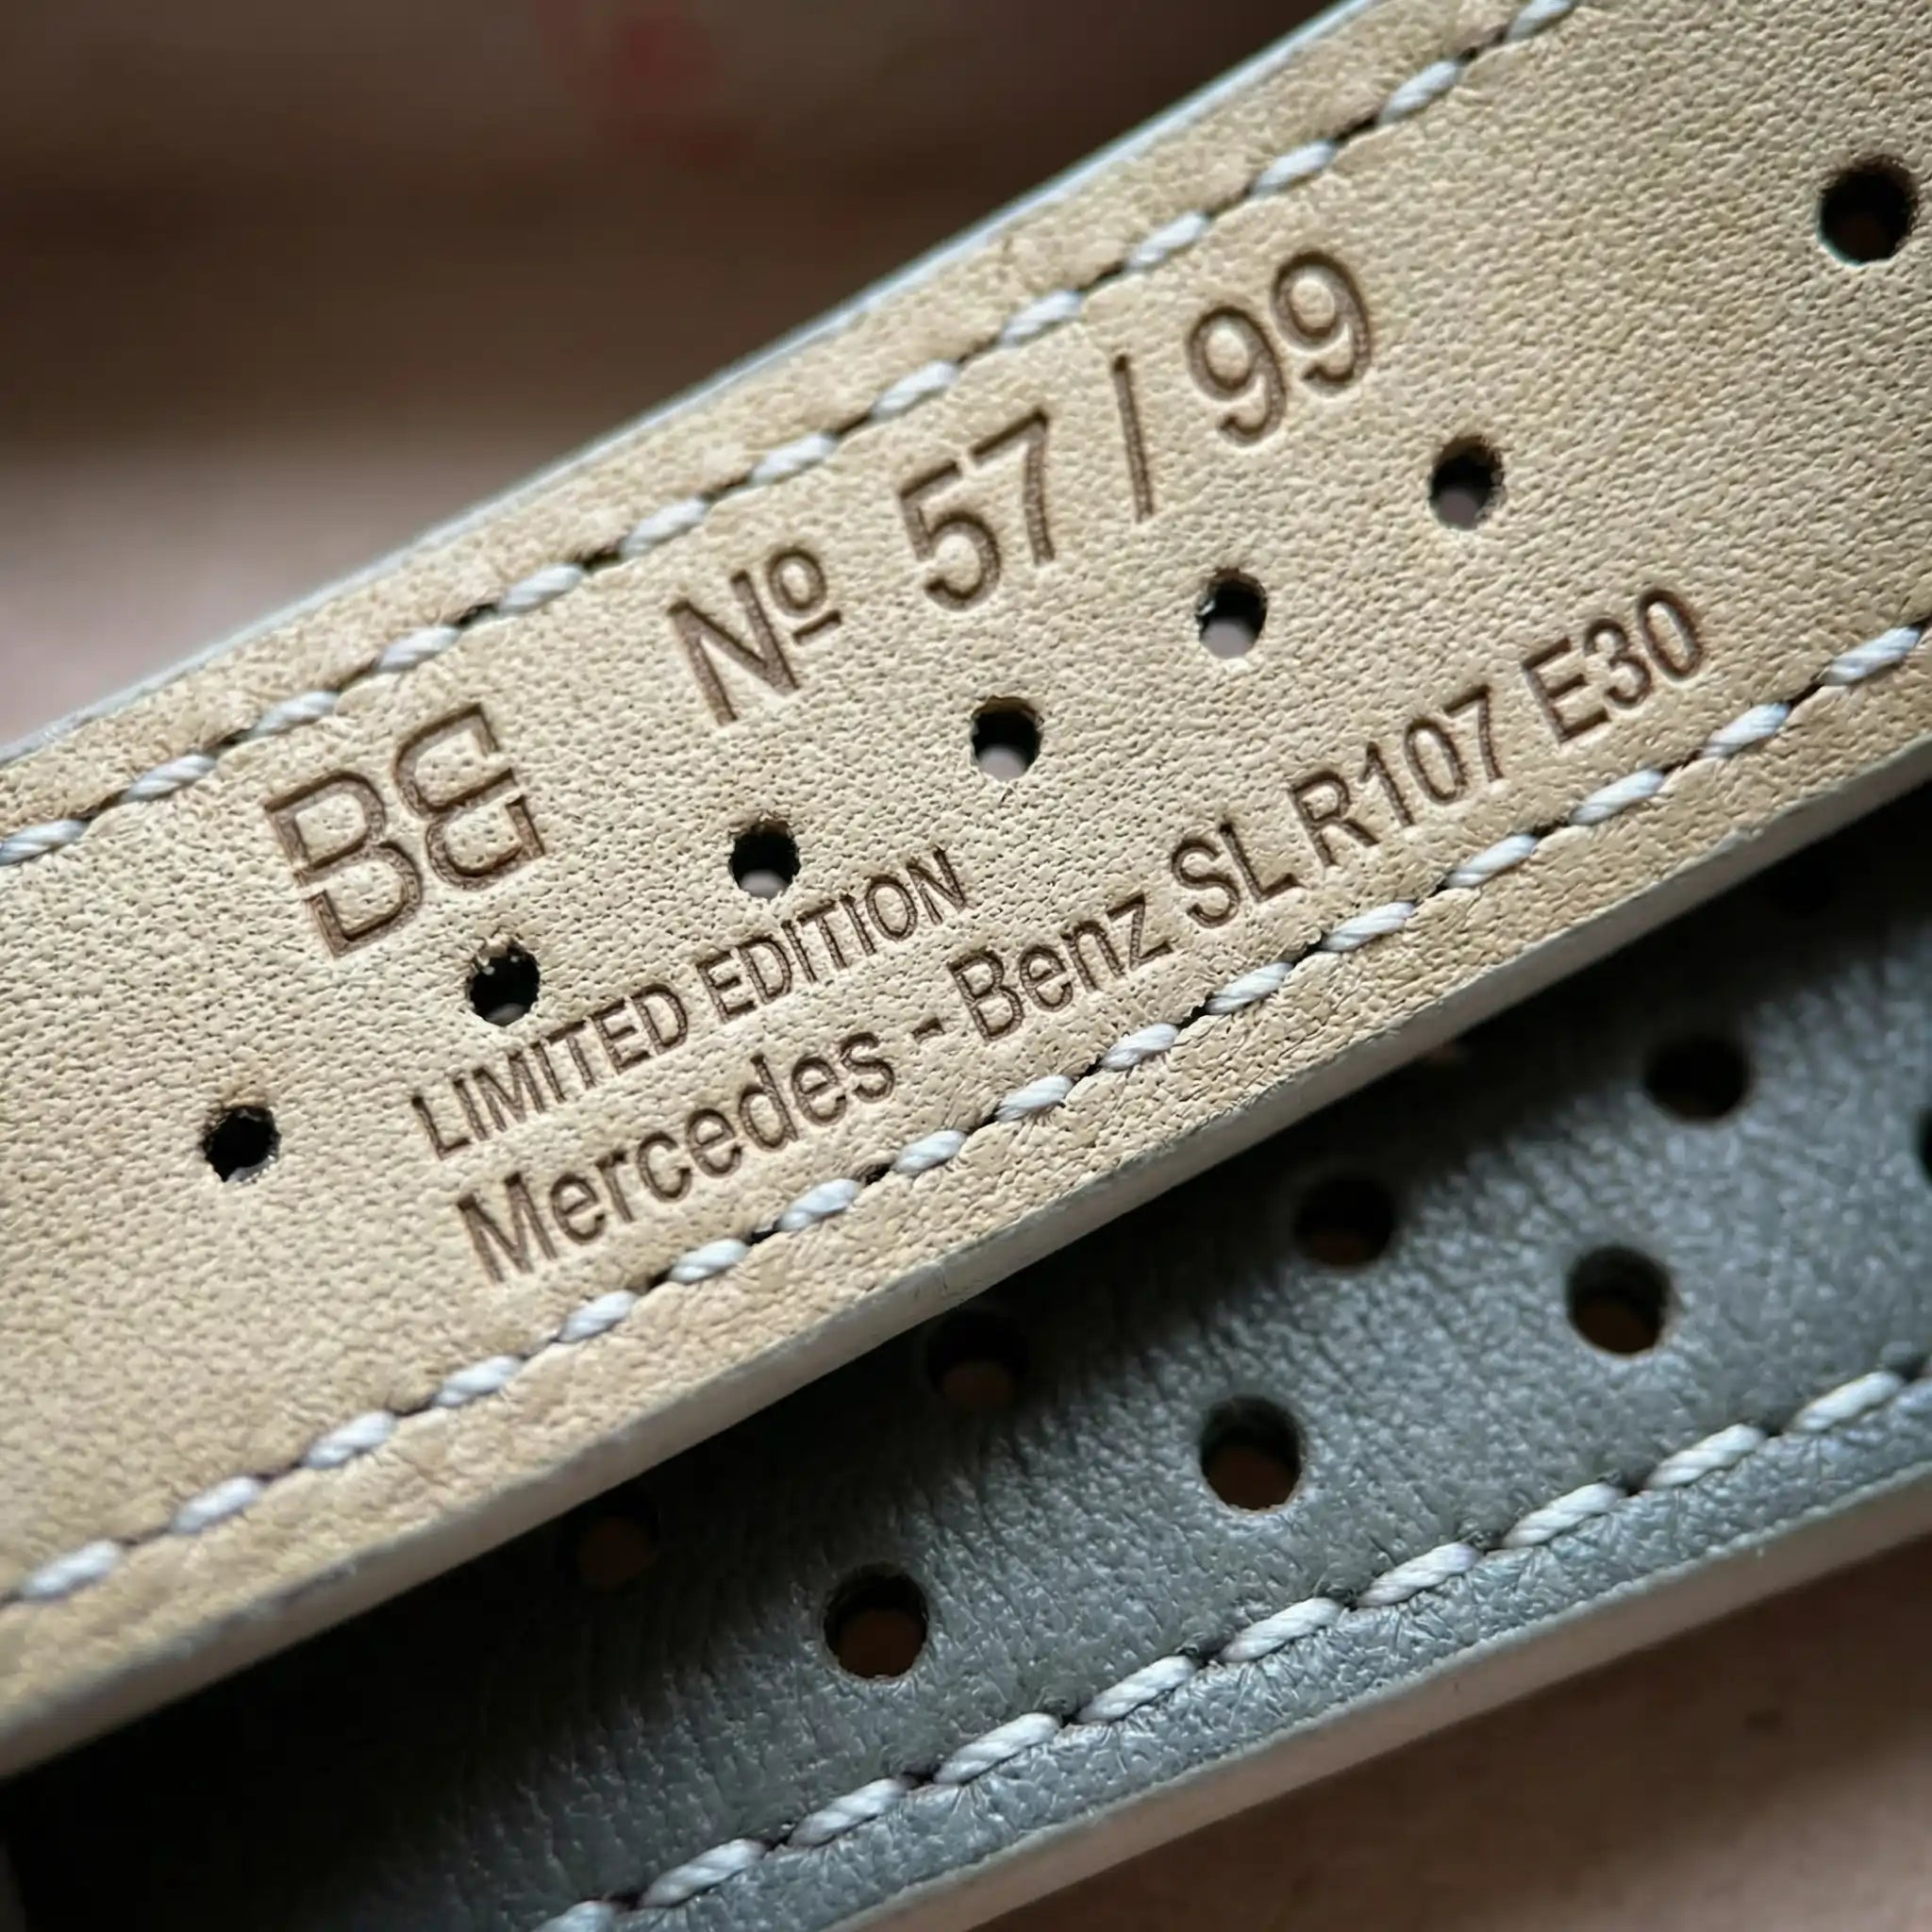 BB № 57 / 99
LIMITED EDITION
Mercedes - Benz SL R107 E30